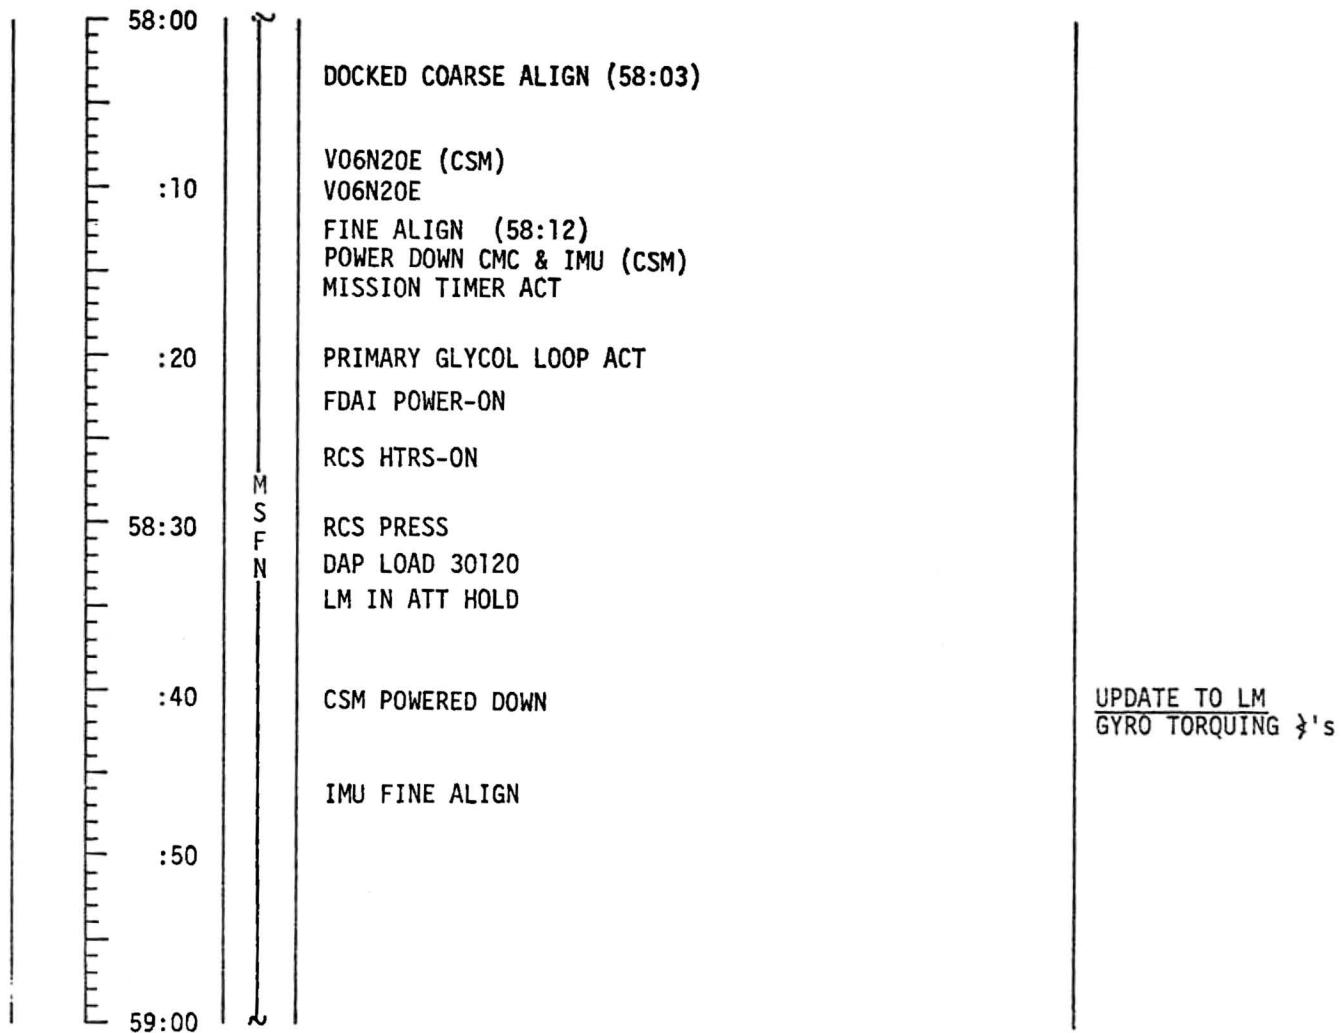 58:00
DOCKED COARSE ALIGN (58:03)
V06N20E (CSM)
:10 V06N20E
FINE ALIGN (58:12)
POWER DOWN CMC & IMU (CSM)
MISSION TIMER ACT
:20 PRIMARY GLYCOL LOOP ACT
FDAI POWER-ON
RCS HTRS-ON
MSFN
58:30 RCS PRESS
DAP LOAD 30120
LM IN ATT HOLD
:40 CSM POWERED DOWN
UPDATE TO LM
GYRO TORQUING ∡'s
IMU FINE ALIGN
:50
59:00